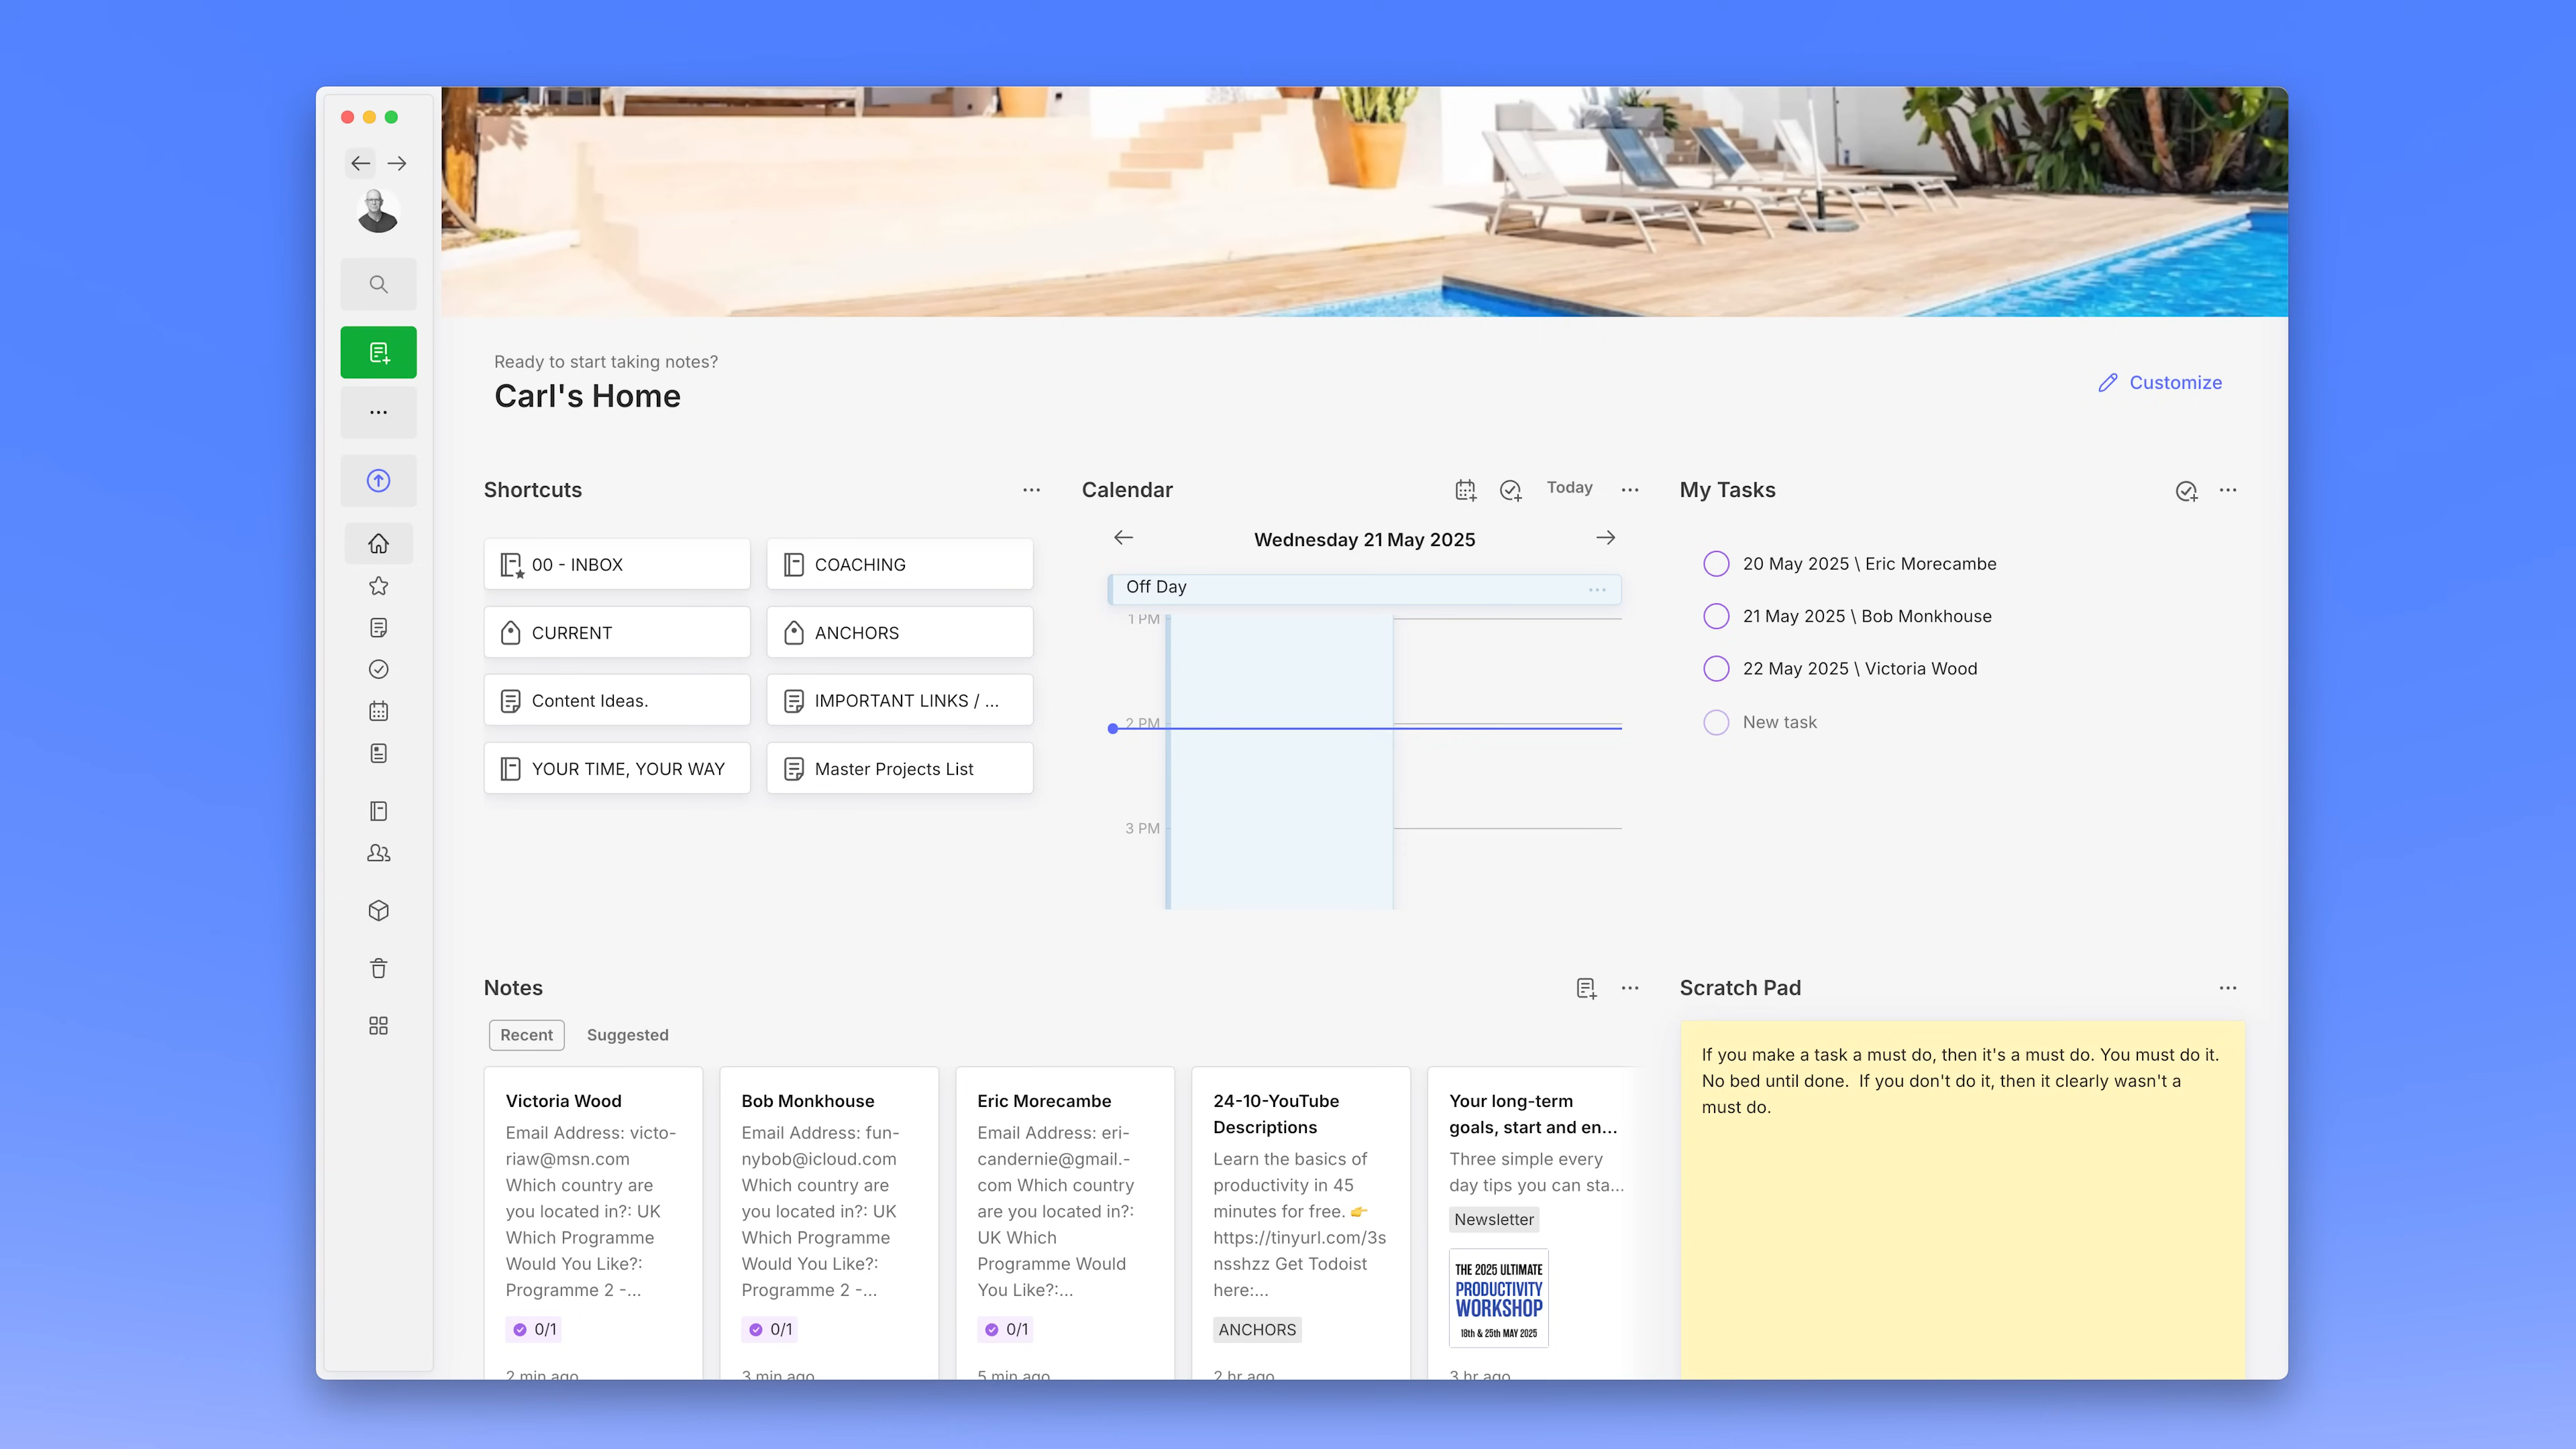 Ready to start taking notes?
Carl's Home
Customize
Shortcuts
00 - INBOX
COACHING
CURRENT
ANCHORS
Content Ideas.
IMPORTANT LINKS / ...
YOUR TIME, YOUR WAY
Master Projects List
Calendar
Today
Wednesday 21 May 2025
Off Day
1 PM
2 PM
3 PM
My Tasks
20 May 2025 \ Eric Morecambe
21 May 2025 \ Bob Monkhouse
22 May 2025 \ Victoria Wood
New task
Notes
Recent
Suggested
Victoria Wood
Email Address: victo-
riaw@msn.com
Which country are
you located in?: UK
Which Programme
Would You Like?:
Programme 2 -...
0/1
2 min ago
Bob Monkhouse
Email Address: fun-
nybob@icloud.com
Which country are
you located in?: UK
Which Programme
Would You Like?:
Programme 2 -...
0/1
3 min ago
Eric Morecambe
Email Address: eri-
candernie@gmail.-
com Which country
are you located in?:
UK Which
Programme Would
You Like?:...
0/1
5 min ago
24-10-YouTube
Descriptions
Learn the basics of
productivity in 45
minutes for free. 👉
https://tinyurl.com/3s
nsshzz Get Todoist
here:...
ANCHORS
2 hr ago
Your long-term
goals, start and en...
Three simple every
day tips you can sta...
Newsletter
THE 2025 ULTIMATE
PRODUCTIVITY
WORKSHOP
18th & 25th MAY 2025
3 hr ago
Scratch Pad
If you make a task a must do, then it's a must do. You must do it.
No bed until done.  If you don't do it, then it clearly wasn't a
must do.